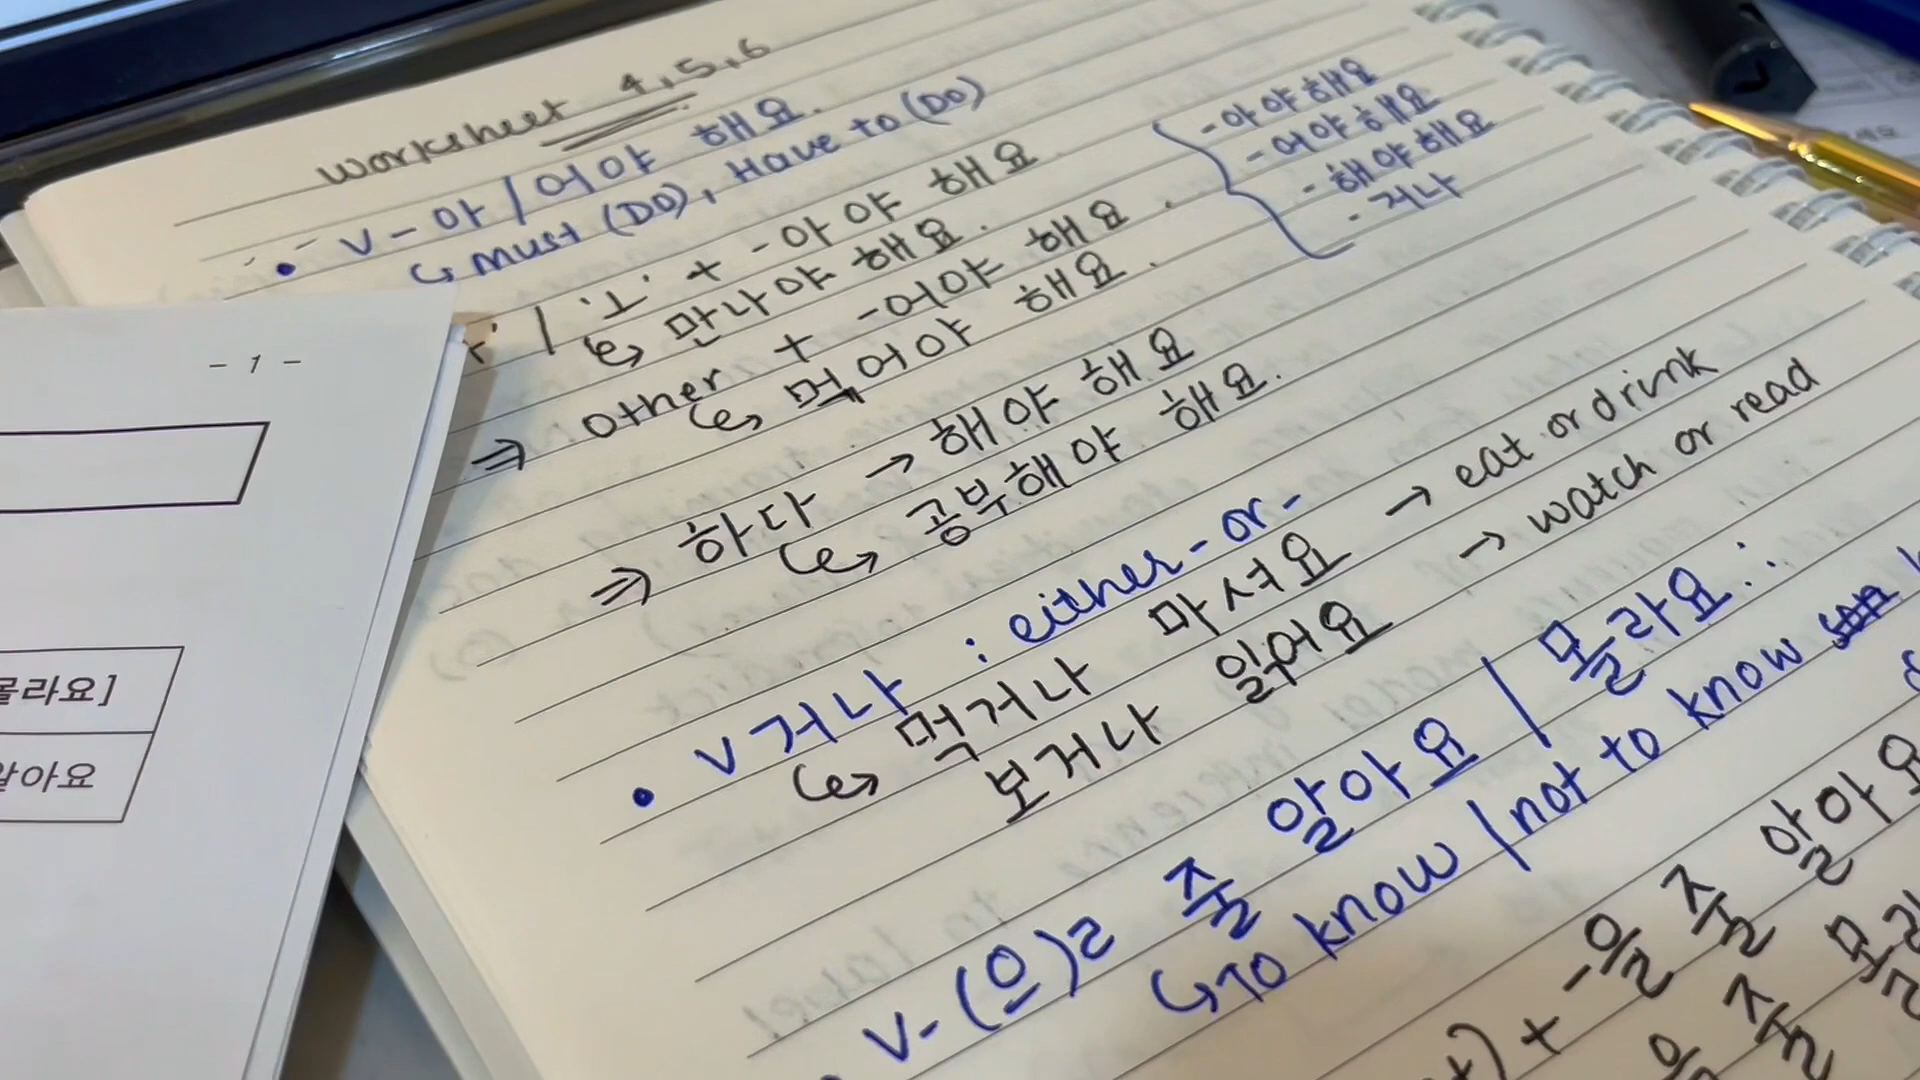 Worksheet 4,5,6
• V-아/어야 해요.
↳ Must (DO), Have to (DO)
-아야해요
-어야해요
-해야해요
-거나
ㅏ / 'ㅗ' + -아야 해요
↳ 만나야 해요.
⇒ other + -어야 해요.
↳ 먹어야 해요.
⇒ 하다 → 해야 해요
↳ 공부해야 해요.
• V거나 : either-or-
↳ 먹거나 마셔요 → eat or drink
보거나 읽어요 → watch or read
V-(으)ㄹ 줄 알아요 / 몰라요:
↳ To know / not to know
+ -을 줄 알아요
줄
- 1 -
몰라요]
알아요